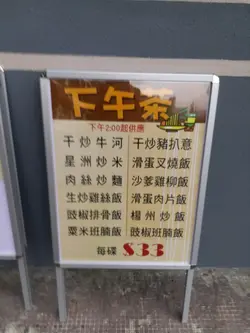 下午茶
下午2:00起供應
干炒牛河 干炒豬扒意
星洲炒米 滑蛋叉燒飯
肉絲炒麵 沙爹雞柳飯
生炒雞絲飯 滑蛋肉片飯
豉椒排骨飯 楊州炒飯
粟米班腩飯 豉椒班腩飯
每碟 $33